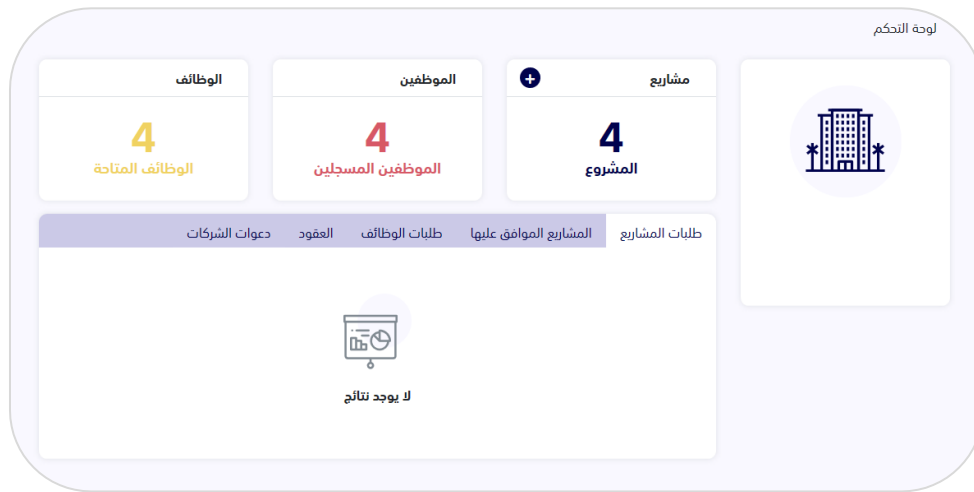 لوحة التحكم
مشاريع
4
المشروع
الموظفين
4
الموظفين المسجلين
الوظائف
4
الوظائف المتاحة
طلبات المشاريع المشاريع الموافق عليها طلبات الوظائف العقود دعوات الشركات
لا يوجد نتائج